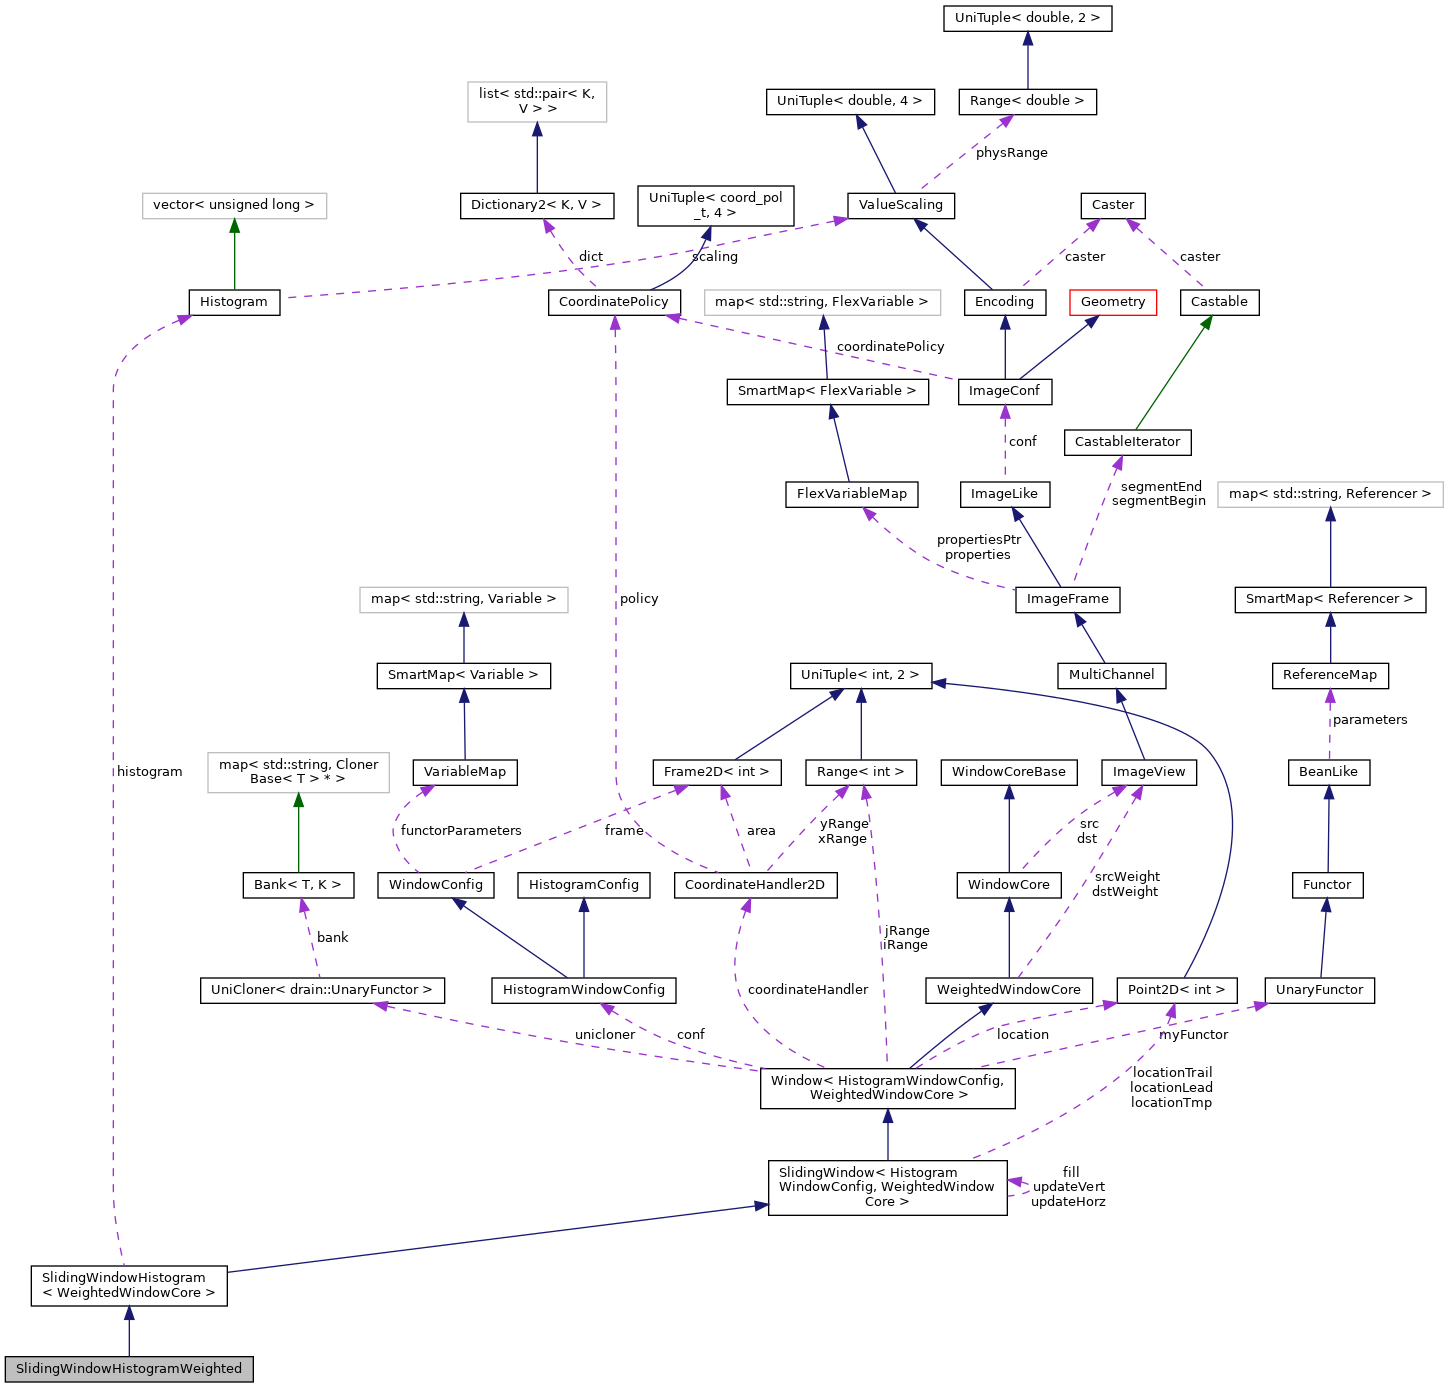 UniTuple< double, 2 >
list< std::pair< K,
V > >
UniTuple< double, 4 >
Range< double >
physRange
vector< unsigned long >
Dictionary2< K, V >
UniTuple< coord_pol
_t, 4 >
ValueScaling
Caster
dict
scaling
caster
caster
Histogram
CoordinatePolicy
map< std::string, FlexVariable >
Encoding
Geometry
Castable
coordinatePolicy
SmartMap< FlexVariable >
ImageConf
conf
CastableIterator
FlexVariableMap
ImageLike
segmentEnd
segmentBegin
map< std::string, Referencer >
propertiesPtr
properties
map< std::string, Variable >
policy
ImageFrame
SmartMap< Referencer >
SmartMap< Variable >
UniTuple< int, 2 >
MultiChannel
ReferenceMap
parameters
map< std::string, Cloner
Base< T > * >
VariableMap
Frame2D< int >
Range< int >
WindowCoreBase
ImageView
BeanLike
histogram
functorParameters
frame
area
yRange
xRange
src
dst
Bank< T, K >
WindowConfig
HistogramConfig
CoordinateHandler2D
WindowCore
srcWeight
dstWeight
Functor
bank
jRange
iRange
UniCloner< drain::UnaryFunctor >
HistogramWindowConfig
coordinateHandler
WeightedWindowCore
Point2D< int >
UnaryFunctor
unicloner
conf
location
myFunctor
Window< HistogramWindowConfig,
WeightedWindowCore >
locationTrail
locationLead
locationTmp
SlidingWindow< Histogram
WindowConfig, WeightedWindow
Core >
fill
updateVert
updateHorz
SlidingWindowHistogram
< WeightedWindowCore >
SlidingWindowHistogramWeighted